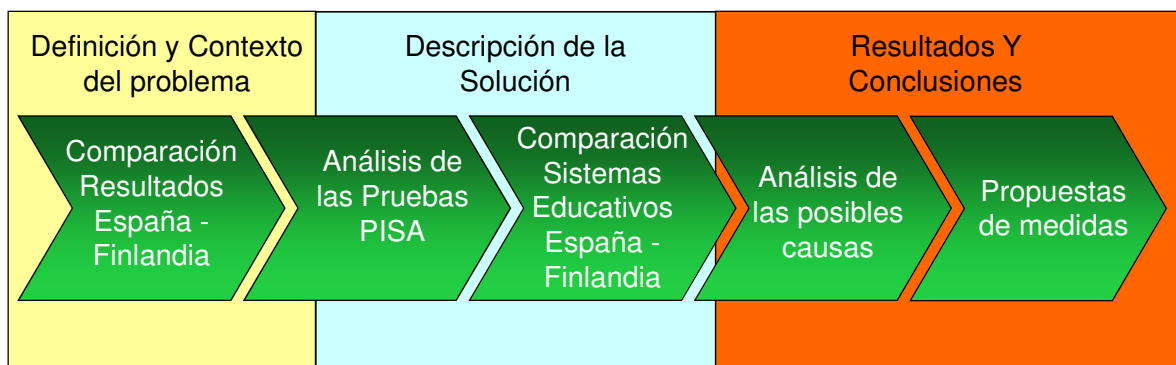 Definición y Contexto
del problema
Descripción de la
Solución
Resultados Y
Conclusiones
Comparación
Resultados
España -
Finlandia
Análisis de
las Pruebas
PISA
Comparación
Sistemas
Educativos
España -
Finlandia
Análisis de
las posibles
causas
Propuestas
de medidas